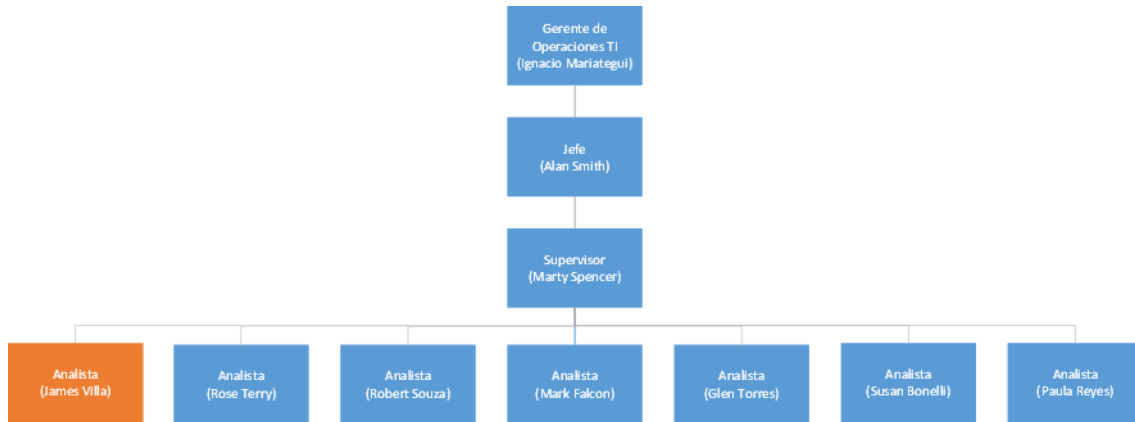 Gerente de
Operaciones TI
(Ignacio Mariategui)
Jefe
(Alan Smith)
Supervisor
(Marty Spencer)
Analista
(James Villa)
Analista
(Rose Terry)
Analista
(Robert Souza)
Analista
(Mark Falcon)
Analista
(Glen Torres)
Analista
(Susan Bonelli)
Analista
(Paula Reyes)